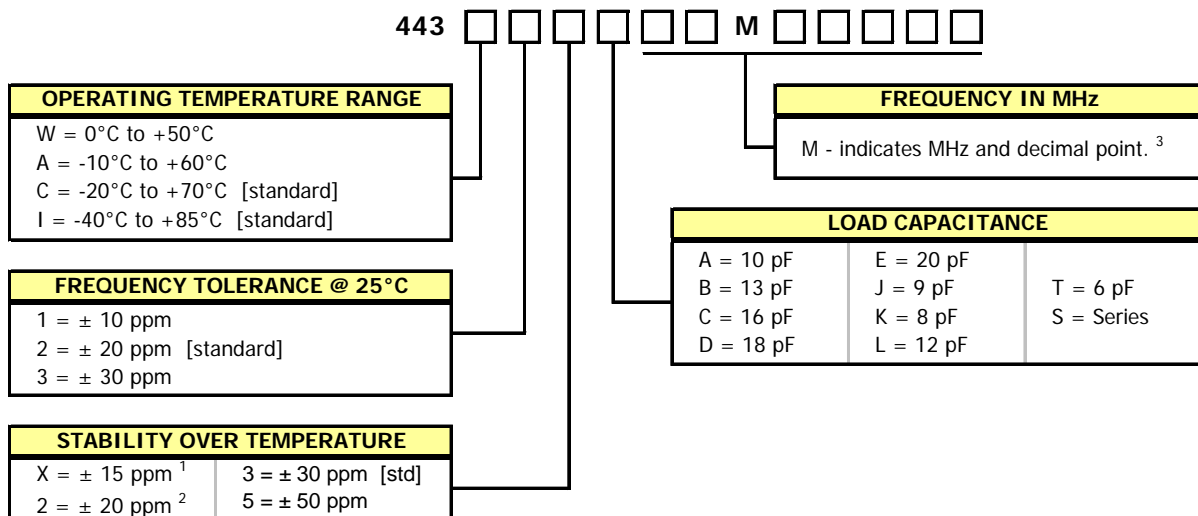 443 M
OPERATING TEMPERATURE RANGE
W = 0°C to +50°C
A = -10°C to +60°C
C = -20°C to +70°C [standard]
I = -40°C to +85°C [standard]
FREQUENCY TOLERANCE @ 25°C
1 = ± 10 ppm
2 = ± 20 ppm [standard]
3 = ± 30 ppm
STABILITY OVER TEMPERATURE
X = ± 15 ppm 1
2 = ± 20 ppm 2
3 = ± 30 ppm [std]
5 = ± 50 ppm
FREQUENCY IN MHz
M - indicates MHz and decimal point. 3
LOAD CAPACITANCE
A = 10 pF
B = 13 pF
C = 16 pF
D = 18 pF
E = 20 pF
J = 9 pF
K = 8 pF
L = 12 pF
T = 6 pF
S = Series